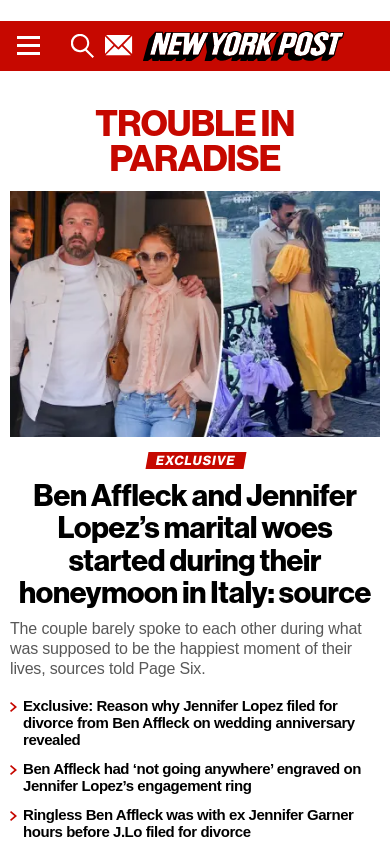 NEW YORK POST
TROUBLE IN
PARADISE
EXCLUSIVE
Ben Affleck and Jennifer
Lopez’s marital woes
started during their
honeymoon in Italy: source
The couple barely spoke to each other during what
was supposed to be the happiest moment of their
lives, sources told Page Six.
Exclusive: Reason why Jennifer Lopez filed for
divorce from Ben Affleck on wedding anniversary
revealed
Ben Affleck had ‘not going anywhere’ engraved on
Jennifer Lopez’s engagement ring
Ringless Ben Affleck was with ex Jennifer Garner
hours before J.Lo filed for divorce